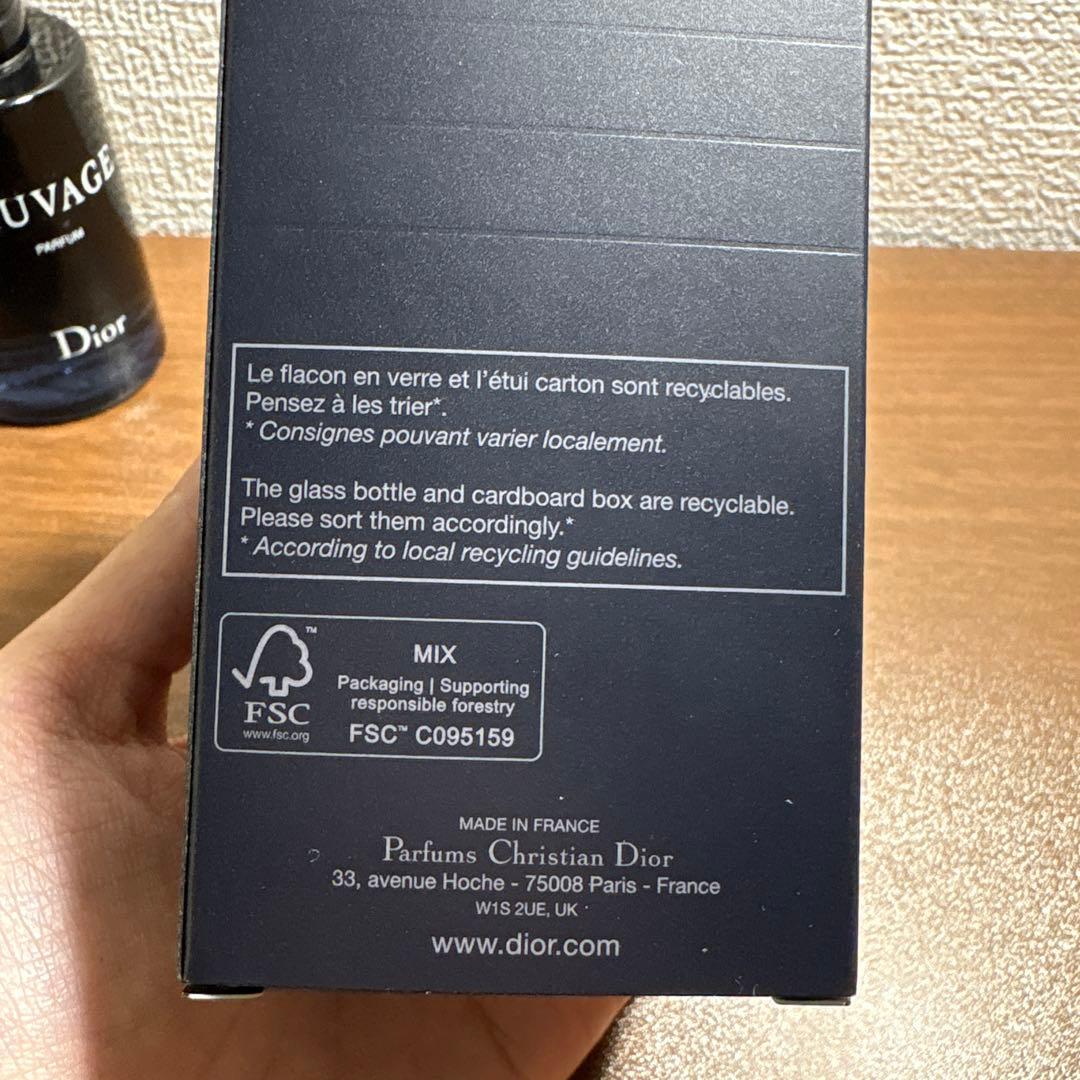 UVAGE
PARFUM
Dior
Le flacon en verre et l'étui carton sont recyclables.
Pensez à les trier*.
* Consignes pouvant varier localement.
The glass bottle and cardboard box are recyclable.
Please sort them accordingly.*
* According to local recycling guidelines.
™
FSC
www.fsc.org
MIX
Packaging | Supporting
responsible forestry
FSC™ C095159
MADE IN FRANCE
Parfums Christian Dior
33, avenue Hoche - 75008 Paris - France
W1S 2UE, UK
www.dior.com